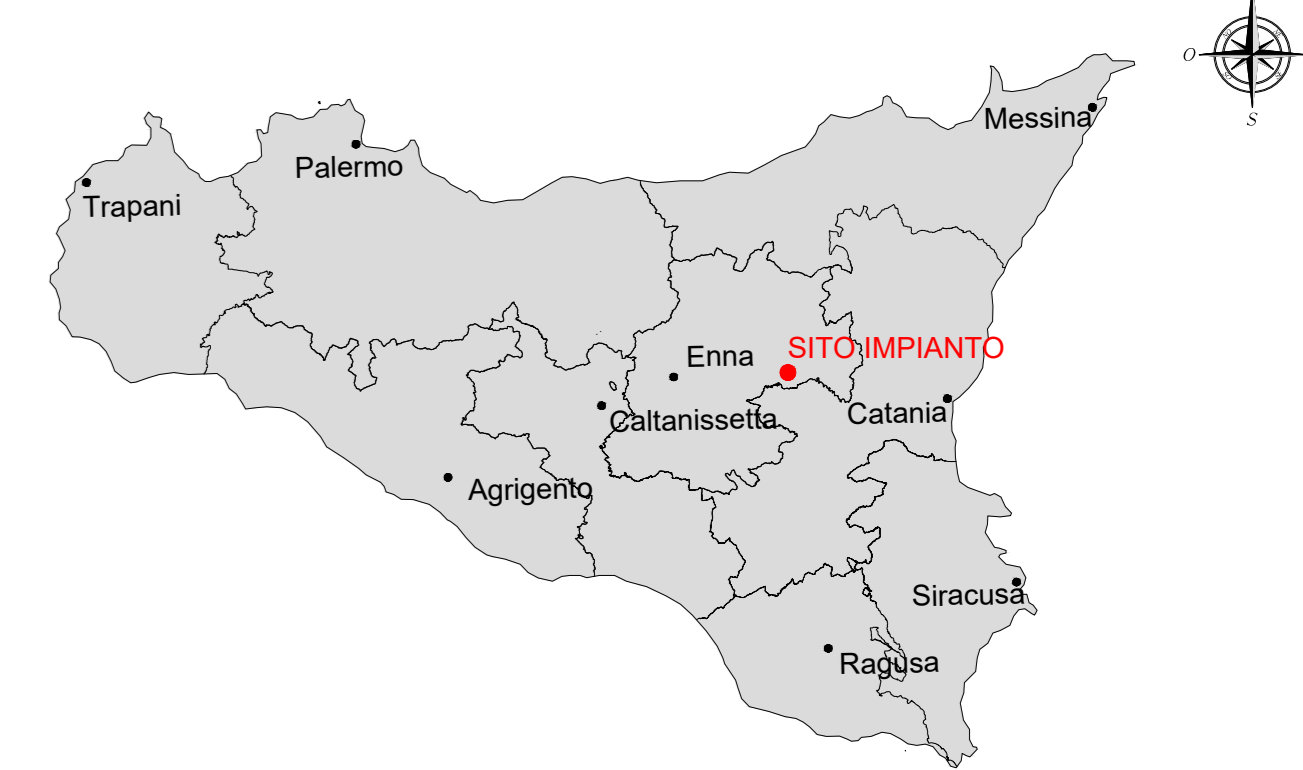 O
S
Messina
Palermo
Trapani
SITO IMPIANTO
Enna
Caltanissetta
Catania
Agrigento
Siracusa
Ragusa